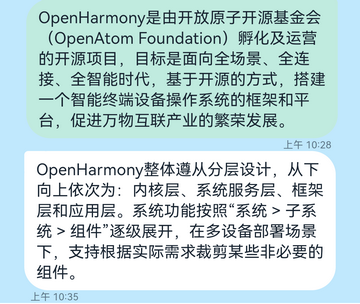 OpenHarmony是由开放原子开源基金会
（OpenAtom Foundation）孵化及运营
的开源项目，目标是面向全场景、全连
接、全智能时代，基于开源的方式，搭建
一个智能终端设备操作系统的框架和平
台，促进万物互联产业的繁荣发展。
上午 10:28
OpenHarmony整体遵从分层设计，从下
向上依次为：内核层、系统服务层、框架
层和应用层。系统功能按照“系统 > 子系
统 > 组件”逐级展开，在多设备部署场景
下，支持根据实际需求裁剪某些非必要的
组件。
上午 10:35